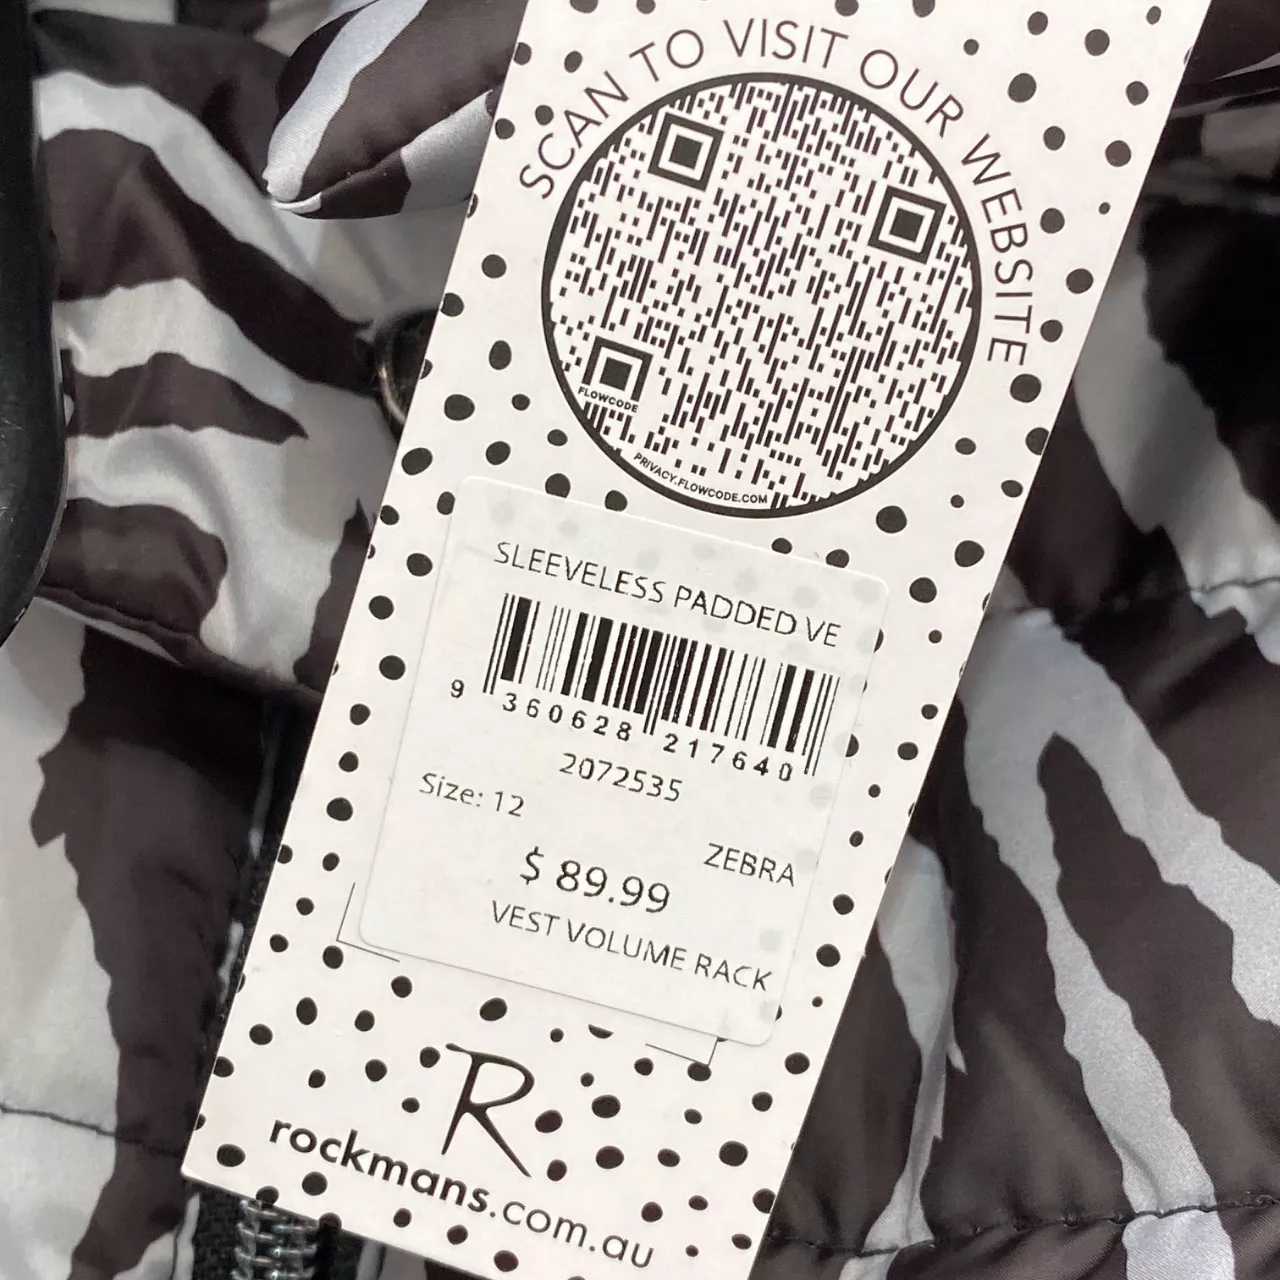 SCAN TO VISIT OUR WEBSITE
FLOWCODE
PRIVACY.FLOWCODE.COM
SLEEVELESS PADDED VE
9 360628 217640
2072535
Size: 12
ZEBRA
$ 89.99
VEST VOLUME RACK
R
rockmans.com.au